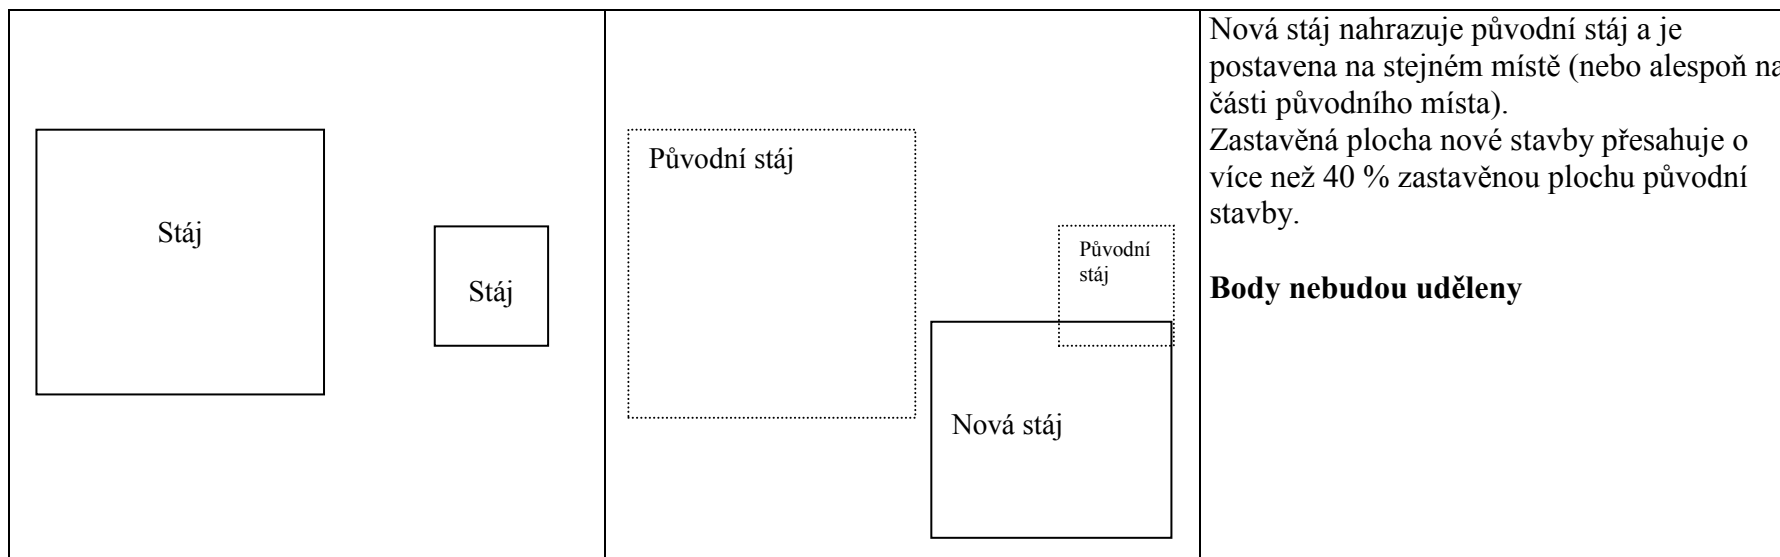 Stáj
Stáj
Původní stáj
Původní
stáj
Nová stáj
Nová stáj nahrazuje původní stáj a je
postavena na stejném místě (nebo alespoň na
části původního místa).
Zastavěná plocha nové stavby přesahuje o
více než 40 % zastavěnou plochu původní
stavby.
Body nebudou uděleny